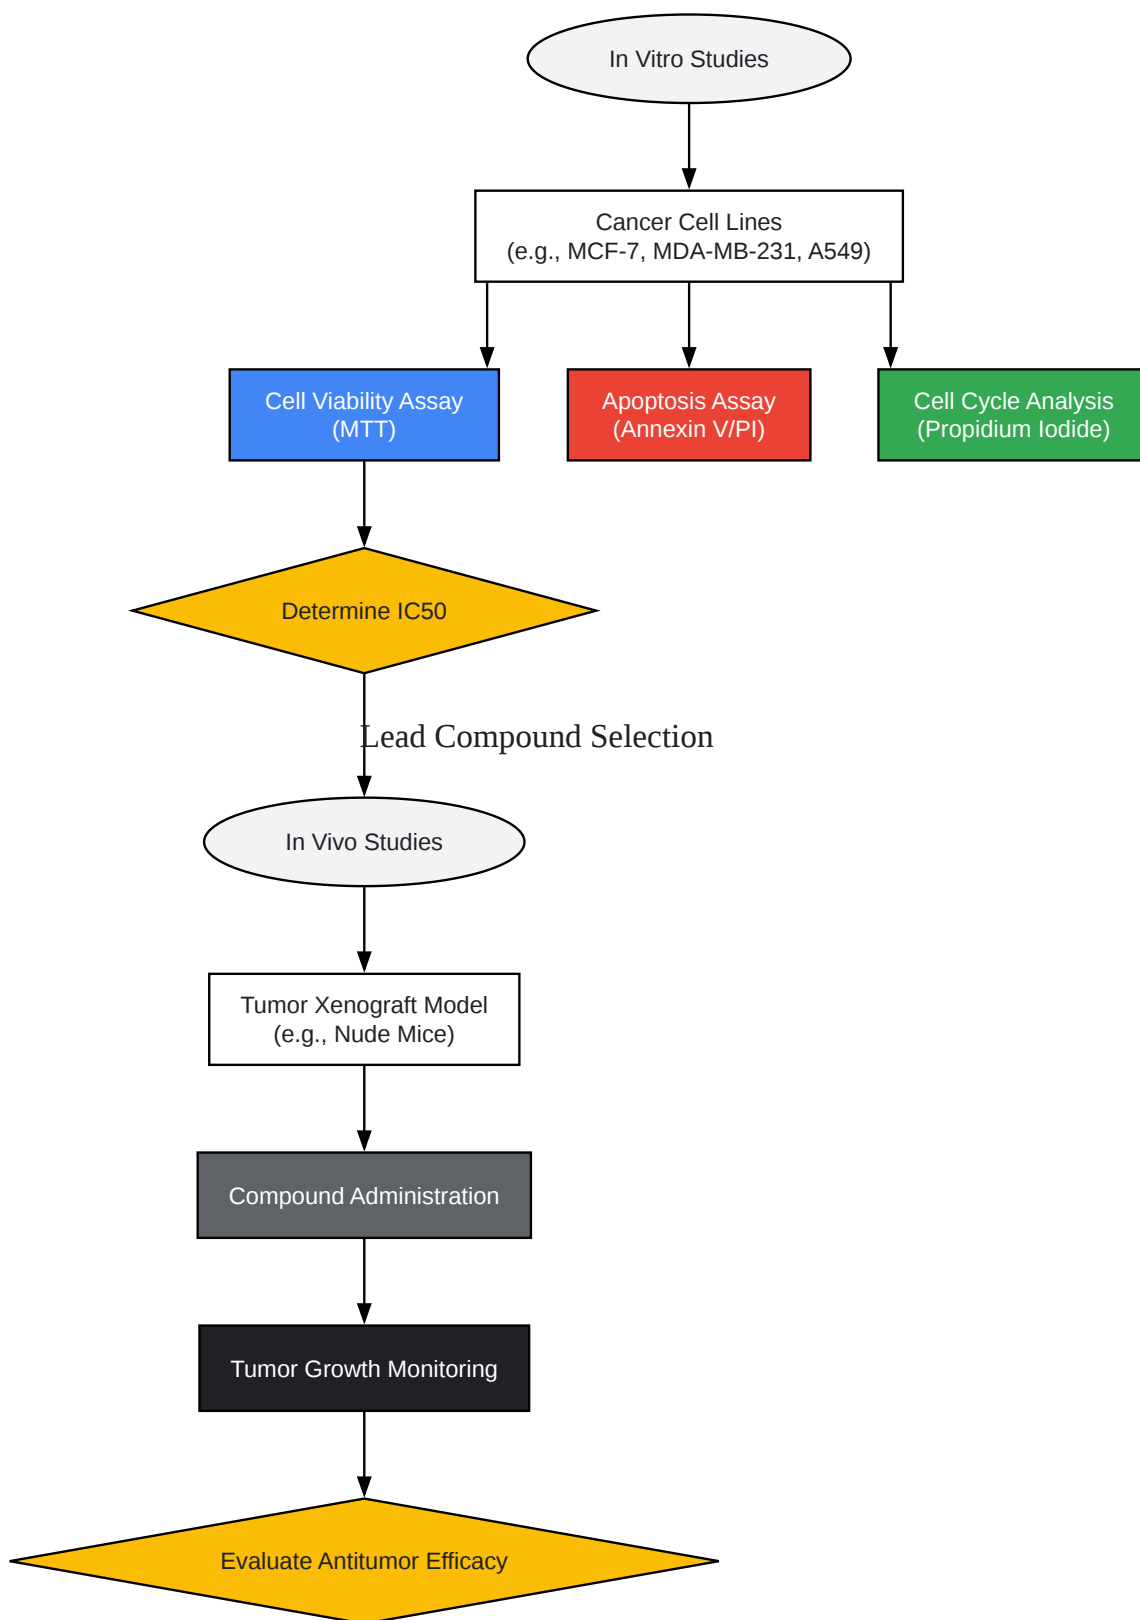 In Vitro Studies
Cancer Cell Lines
(e.g., MCF-7, MDA-MB-231, A549)
Cell Viability Assay
(MTT)
Apoptosis Assay
(Annexin V/PI)
Cell Cycle Analysis
(Propidium Iodide)
Determine IC50
Lead Compound Selection
In Vivo Studies
Tumor Xenograft Model
(e.g., Nude Mice)
Compound Administration
Tumor Growth Monitoring
Evaluate Antitumor Efficacy